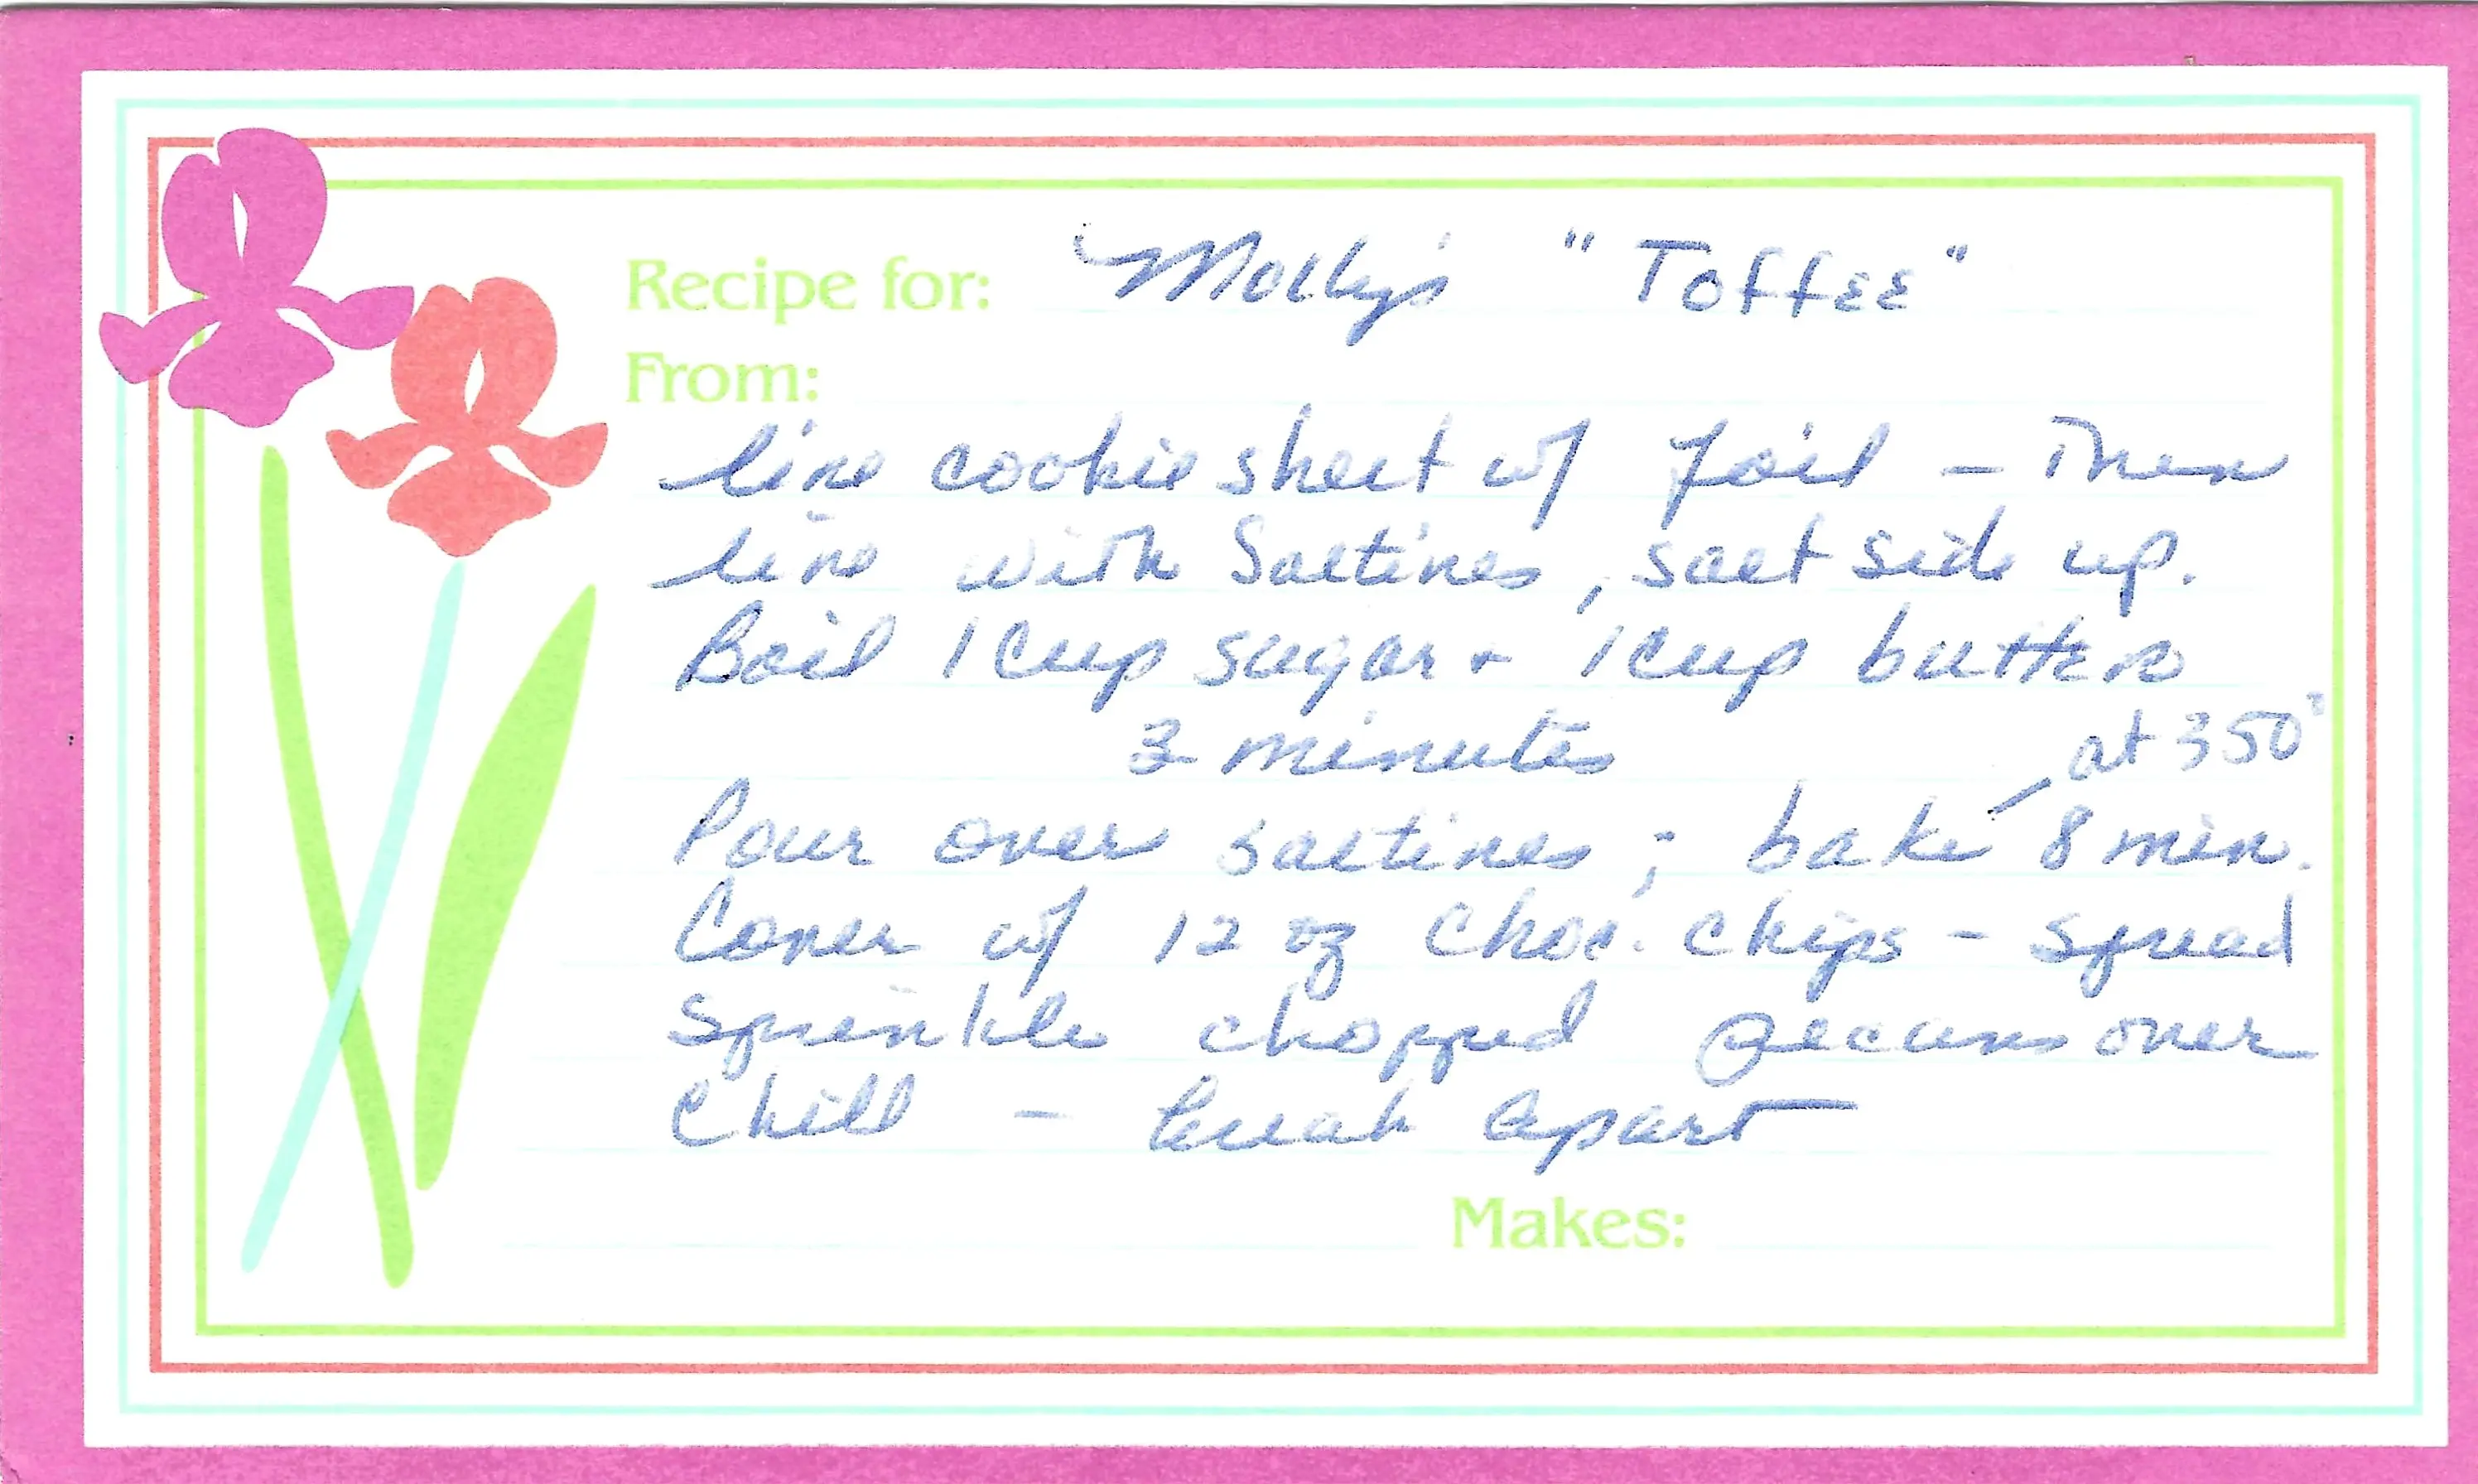 Recipe for: Molly's "Toffee"
From:
line cookie sheet w/ foil - Then
line with Saltines, salt side up.
Boil 1 cup sugar + 1 cup butter
3 minutes
at 350°
Pour over saltines; bake 8 min.
Cover w/ 12 oz choc. chips - spread
Sprinkle chopped pecans over
Chill - break apart
Makes: